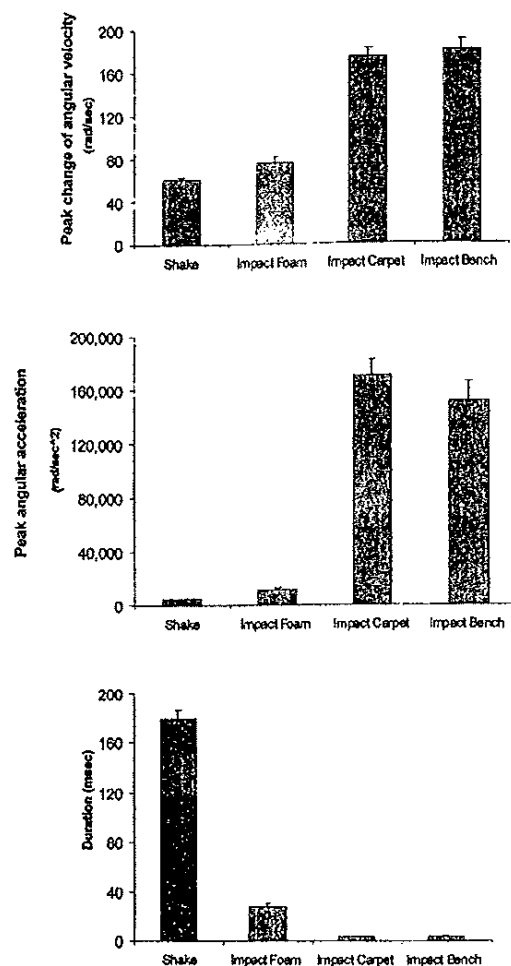 Peak change of angular velocity
(rad/sec)
200
160
120
80
40
0
Shake
Impact Foam
Impact Carpet
Impact Bench
Peak angular acceleration
(rad/sec^2)
200,000
160,000
120,000
80,000
40,000
0
Shake
Impact Foam
Impact Carpet
Impact Bench
Duration (msec)
200
160
120
80
40
0
Shake
Impact Foam
Impact Carpet
Impact Bench